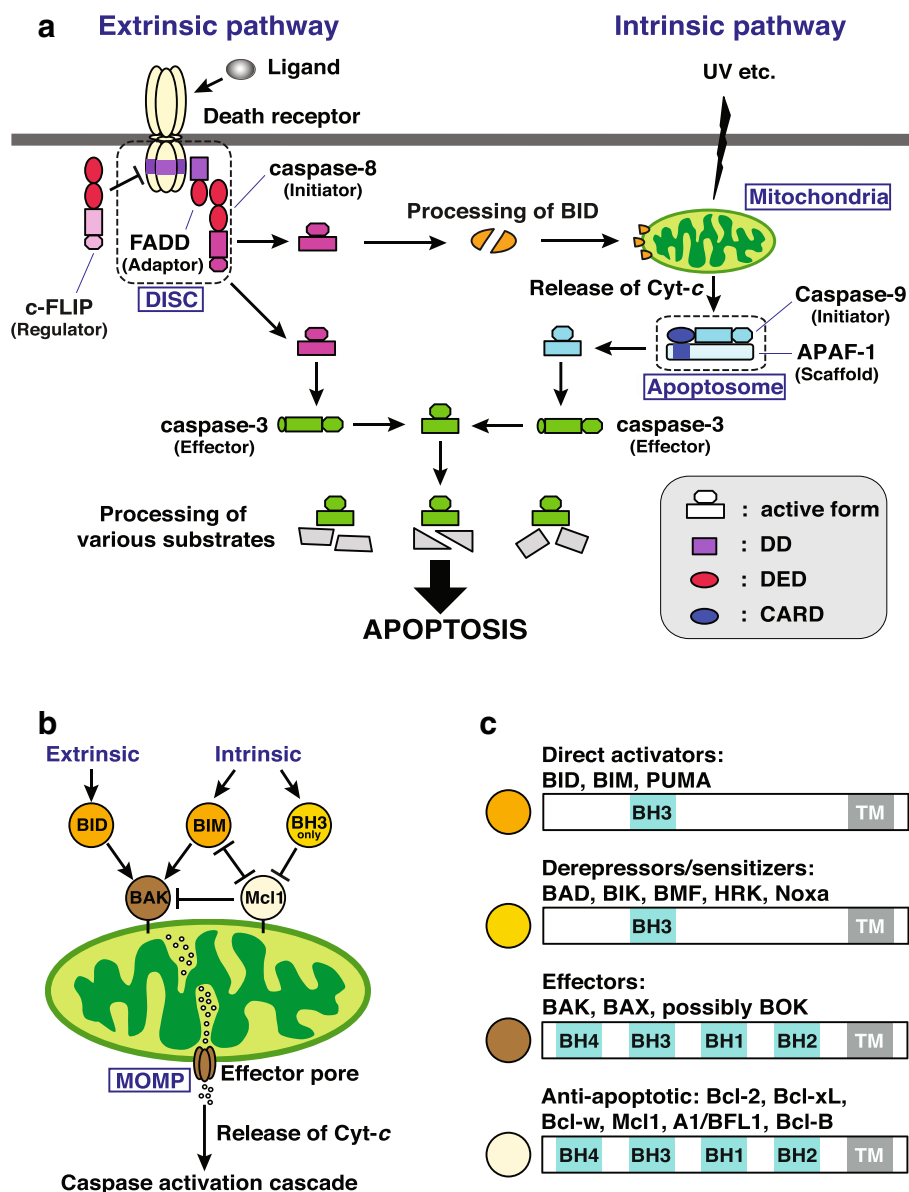 a
Extrinsic pathway
Intrinsic pathway
Ligand
UV etc.
Death receptor
caspase-8
(Initiator)
Mitochondria
Processing of BID
FADD
(Adaptor)
DISC
c-FLIP
(Regulator)
Release of Cyt-c
Caspase-9
(Initiator)
APAF-1
(Scaffold)
Apoptosome
caspase-3
(Effector)
caspase-3
(Effector)
Processing of
various substrates
: active form
: DD
: DED
: CARD
APOPTOSIS
b
Extrinsic
Intrinsic
BID
BIM
BH3
only
BAK
Mcl1
MOMP
Effector pore
Release of Cyt-c
Caspase activation cascade
c
Direct activators:
BID, BIM, PUMA
BH3 TM
Derepressors/sensitizers:
BAD, BIK, BMF, HRK, Noxa
BH3 TM
Effectors:
BAK, BAX, possibly BOK
BH4 BH3 BH1 BH2 TM
Anti-apoptotic: Bcl-2, Bcl-xL,
Bcl-w, Mcl1, A1/BFL1, Bcl-B
BH4 BH3 BH1 BH2 TM